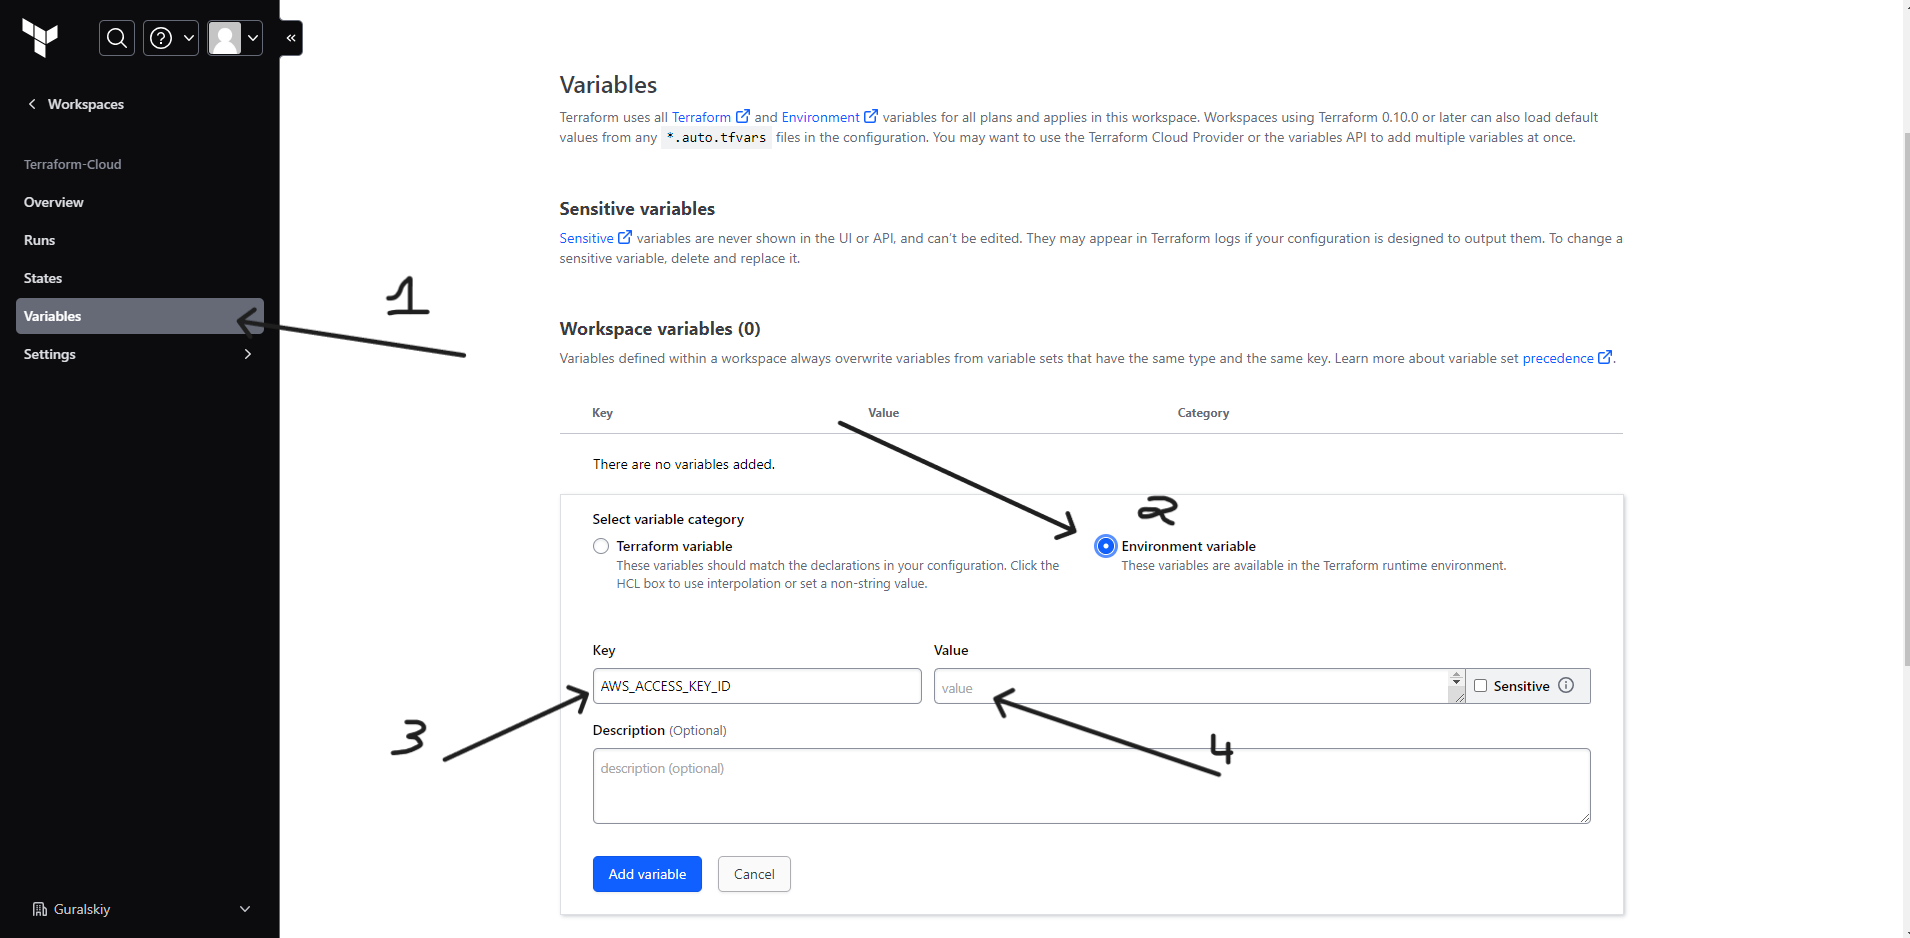 Workspaces
Terraform-Cloud
Overview
Runs
States
Variables
Settings
Guralskiy
1
Variables
Terraform uses all Terraform and Environment variables for all plans and applies in this workspace. Workspaces using Terraform 0.10.0 or later can also load default
values from any *.auto.tfvars files in the configuration. You may want to use the Terraform Cloud Provider or the variables API to add multiple variables at once.
Sensitive variables
Sensitive variables are never shown in the UI or API, and can't be edited. They may appear in Terraform logs if your configuration is designed to output them. To change a
sensitive variable, delete and replace it.
Workspace variables (0)
Variables defined within a workspace always overwrite variables from variable sets that have the same type and the same key. Learn more about variable set precedence.
Key Value Category
There are no variables added.
2
Select variable category
Terraform variable
These variables should match the declarations in your configuration. Click the
HCL box to use interpolation or set a non-string value.
Environment variable
These variables are available in the Terraform runtime environment.
Key Value
AWS_ACCESS_KEY_ID value Sensitive
3
Description (Optional)
4
description (optional)
Add variable Cancel